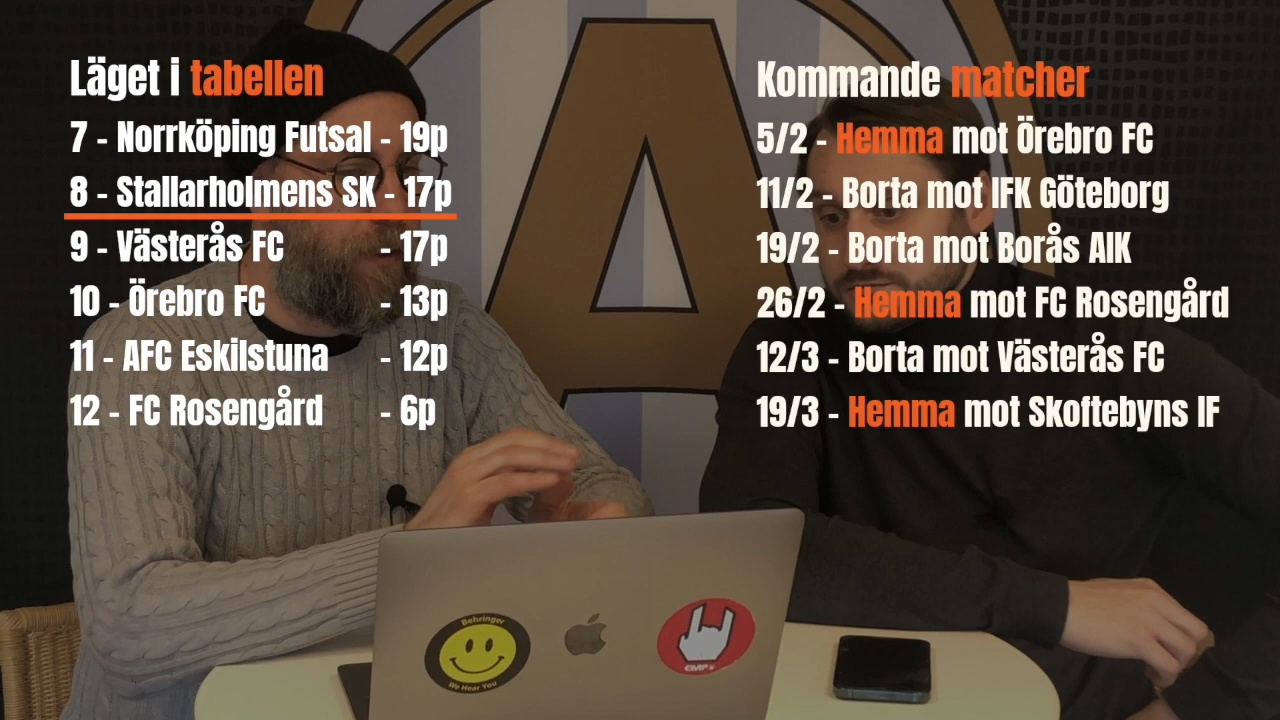 Läget i tabellen
7 - Norrköping Futsal - 19p
8 - Stallarholmens SK - 17p
9 - Västerås FC - 17p
10 - Örebro FC - 13p
11 - AFC Eskilstuna - 12p
12 - FC Rosengård - 6p
Kommande matcher
5/2 - Hemma mot Örebro FC
11/2 - Borta mot IFK Göteborg
19/2 - Borta mot Borås AIK
26/2 - Hemma mot FC Rosengård
12/3 - Borta mot Västerås FC
19/3 - Hemma mot Skoftebyns IF
A
Behringer
We Hear You